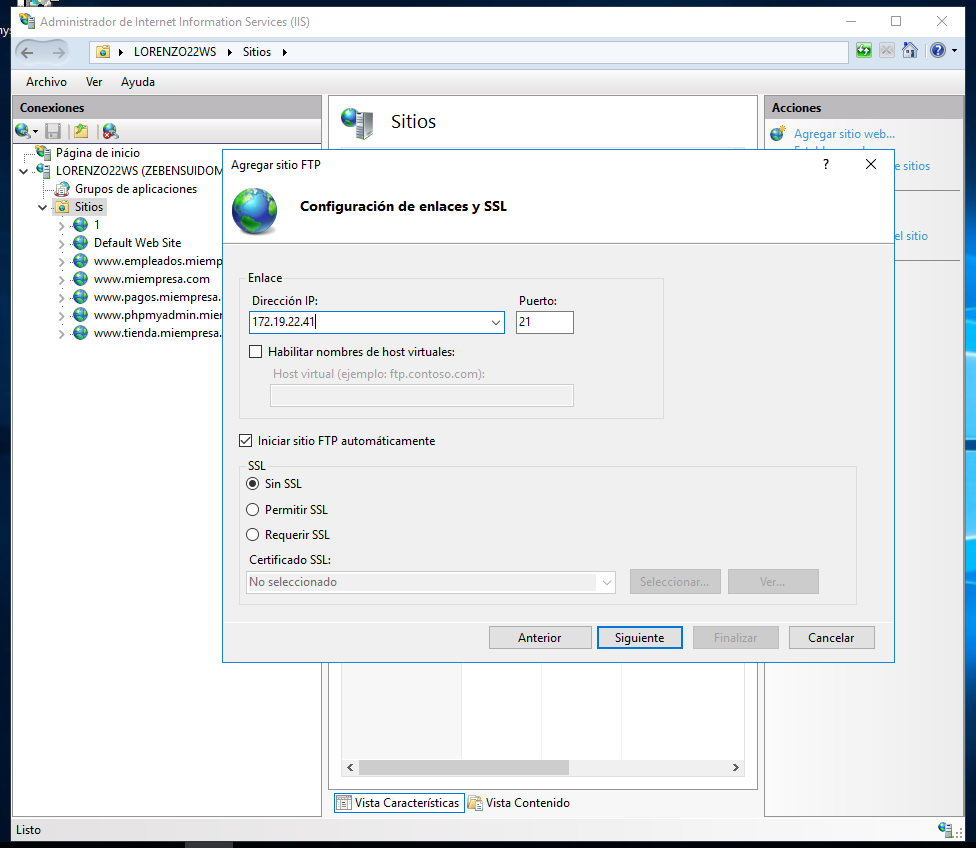 Administrador de Internet Information Services (IIS)
LORENZO22WS
Sitios
Archivo Ver Ayuda
Conexiones
Página de inicio
LORENZO22WS (ZEBENSUIDOM
Grupos de aplicaciones
Sitios
1
Default Web Site
www.empleados.miemp
www.miempresa.com
www.pagos.miempresa.
www.phpmyadmin.mier
www.tienda.miempresa.
Sitios
Acciones
Agregar sitio web...
e sitios
el sitio
Agregar sitio FTP
?
Configuración de enlaces y SSL
Enlace
Dirección IP: Puerto:
172.19.22.41 21
Habilitar nombres de host virtuales:
Host virtual (ejemplo: ftp.contoso.com):
Iniciar sitio FTP automáticamente
SSL
Sin SSL
Permitir SSL
Requerir SSL
Certificado SSL:
No seleccionado Seleccionar... Ver...
Anterior Siguiente Finalizar Cancelar
Vista Características Vista Contenido
Listo